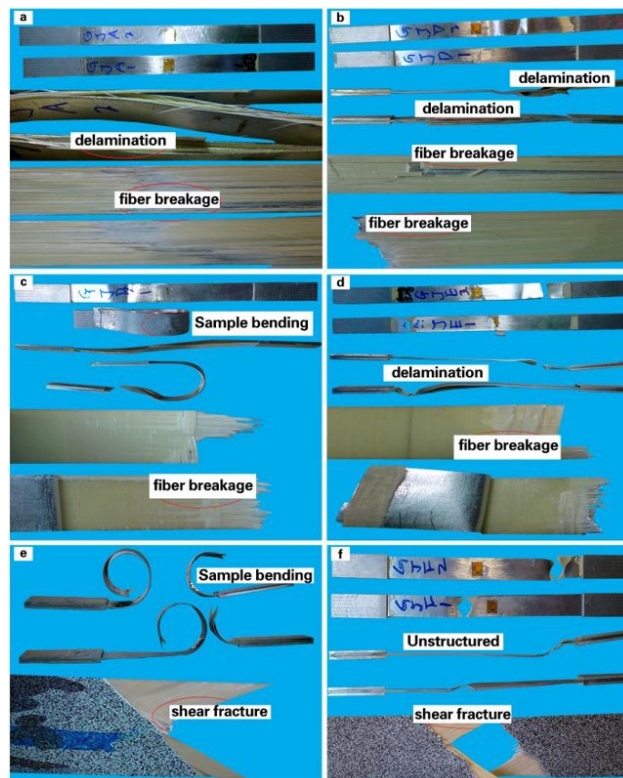 a
delamination
fiber breakage
b
delamination
delamination
fiber breakage
fiber breakage
c
Sample bending
fiber breakage
d
delamination
fiber breakage
e
Sample bending
shear fracture
f
Unstructured
shear fracture